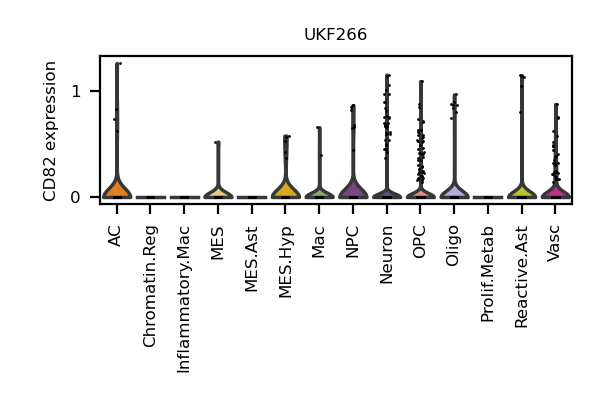 UKF266
CD82 expression
1
0
AC
Chromatin.Reg
Inflammatory.Mac
MES
MES.Ast
MES.Hyp
Mac
NPC
Neuron
OPC
Oligo
Prolif.Metab
Reactive.Ast
Vasc